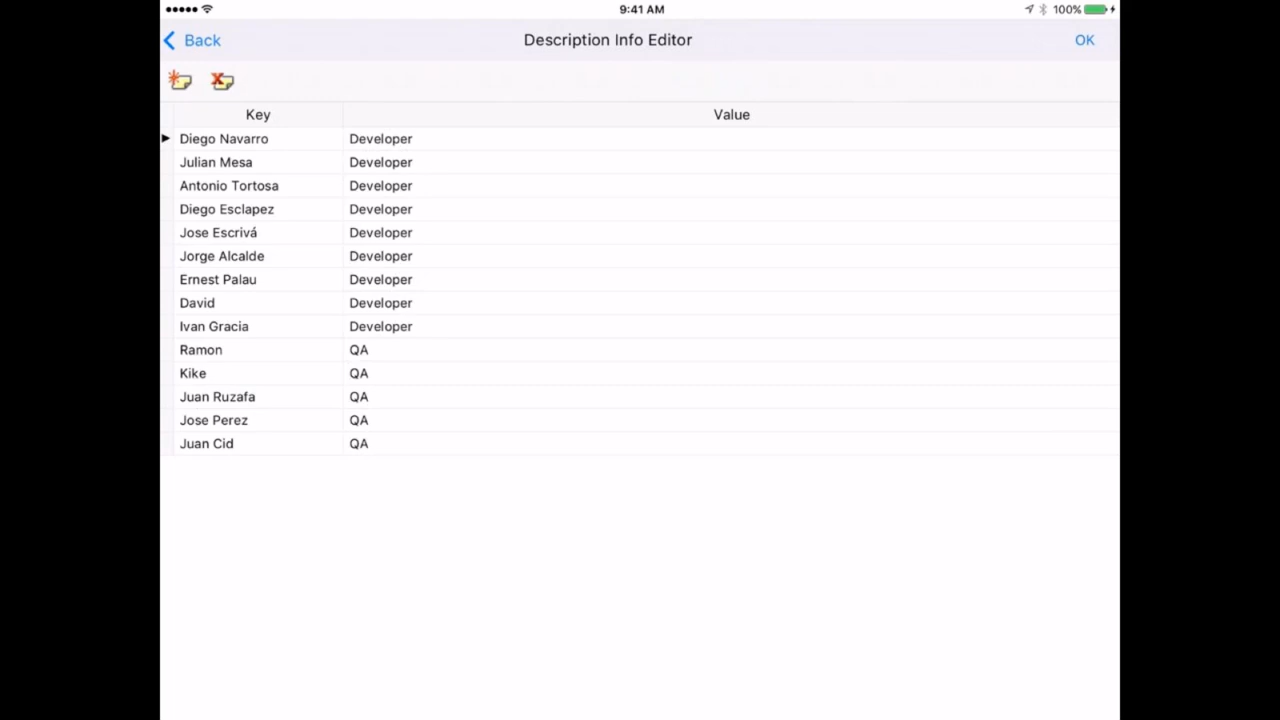 9:41 AM 100%
Back Description Info Editor OK
Key Value
Diego Navarro Developer
Julian Mesa Developer
Antonio Tortosa Developer
Diego Esclapez Developer
Jose Escrivá Developer
Jorge Alcalde Developer
Ernest Palau Developer
David Developer
Ivan Gracia Developer
Ramon QA
Kike QA
Juan Ruzafa QA
Jose Perez QA
Juan Cid QA